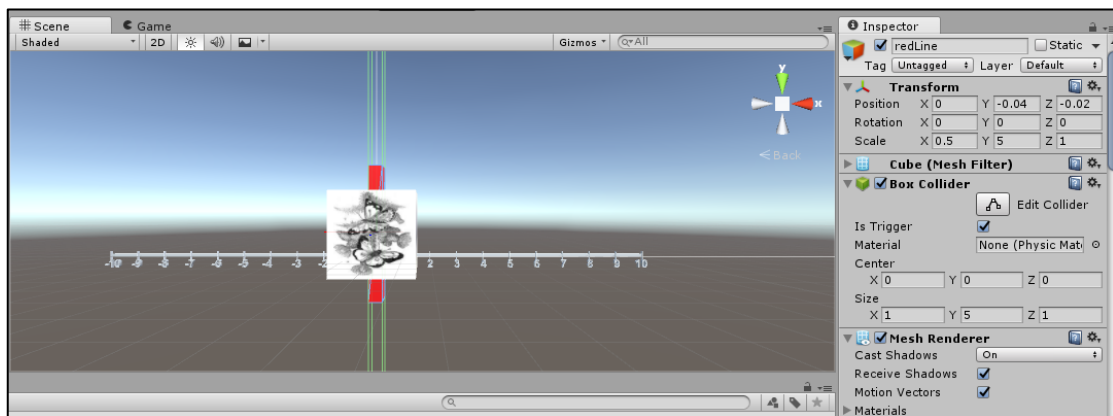 Scene Game
Shaded 2D Gizmos All
y
x
Back
-10 -9 -8 -7 -6 -5 -4 -3 -2 2 3 4 5 6 7 8 9 10
Inspector
redLine Static
Tag Untagged Layer Default
Transform
Position X 0 Y -0.04 Z -0.02
Rotation X 0 Y 0 Z 0
Scale X 0.5 Y 5 Z 1
Cube (Mesh Filter)
Box Collider
Edit Collider
Is Trigger
Material None (Physic Mat
Center
X 0 Y 0 Z 0
Size
X 1 Y 5 Z 1
Mesh Renderer
Cast Shadows On
Receive Shadows
Motion Vectors
Materials